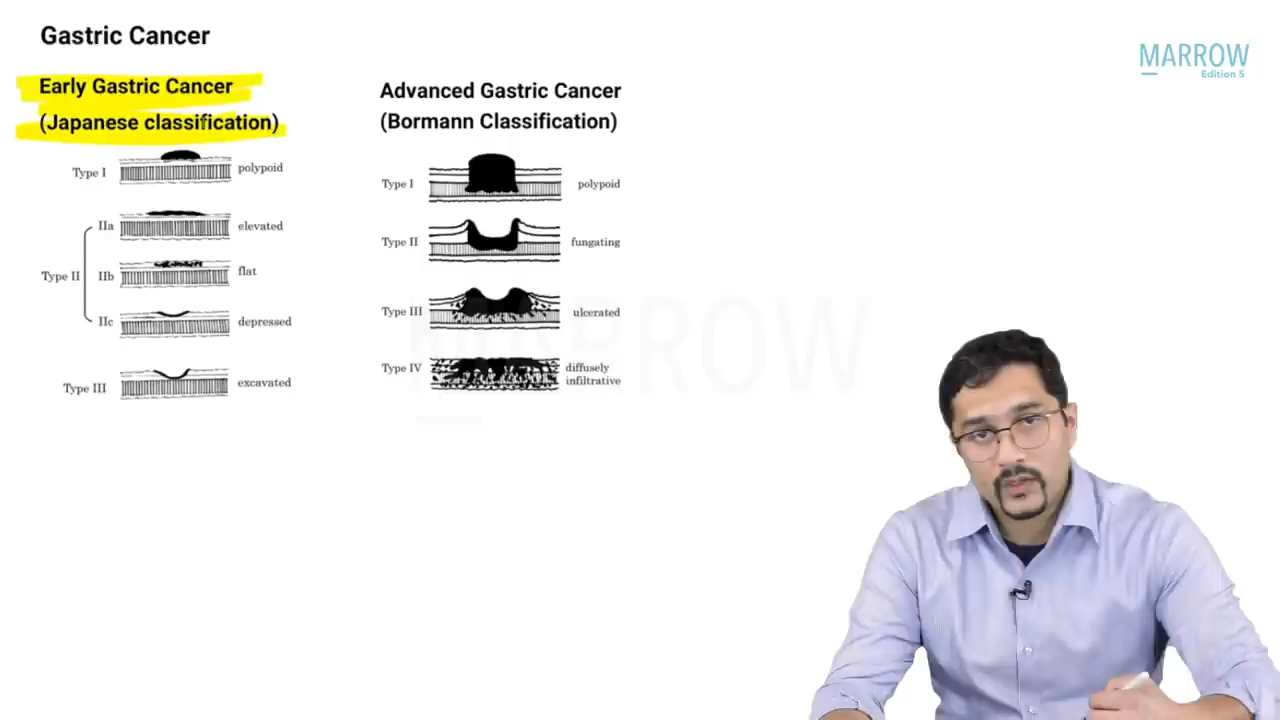 Gastric Cancer
MARROW
Edition 5
Early Gastric Cancer
(Japanese classification)
Type I
polypoid
IIa
elevated
Type II
IIb
flat
IIc
depressed
Type III
excavated
Advanced Gastric Cancer
(Bormann Classification)
Type I
polypoid
Type II
fungating
Type III
ulcerated
Type IV
diffusely
infiltrative
MARROW